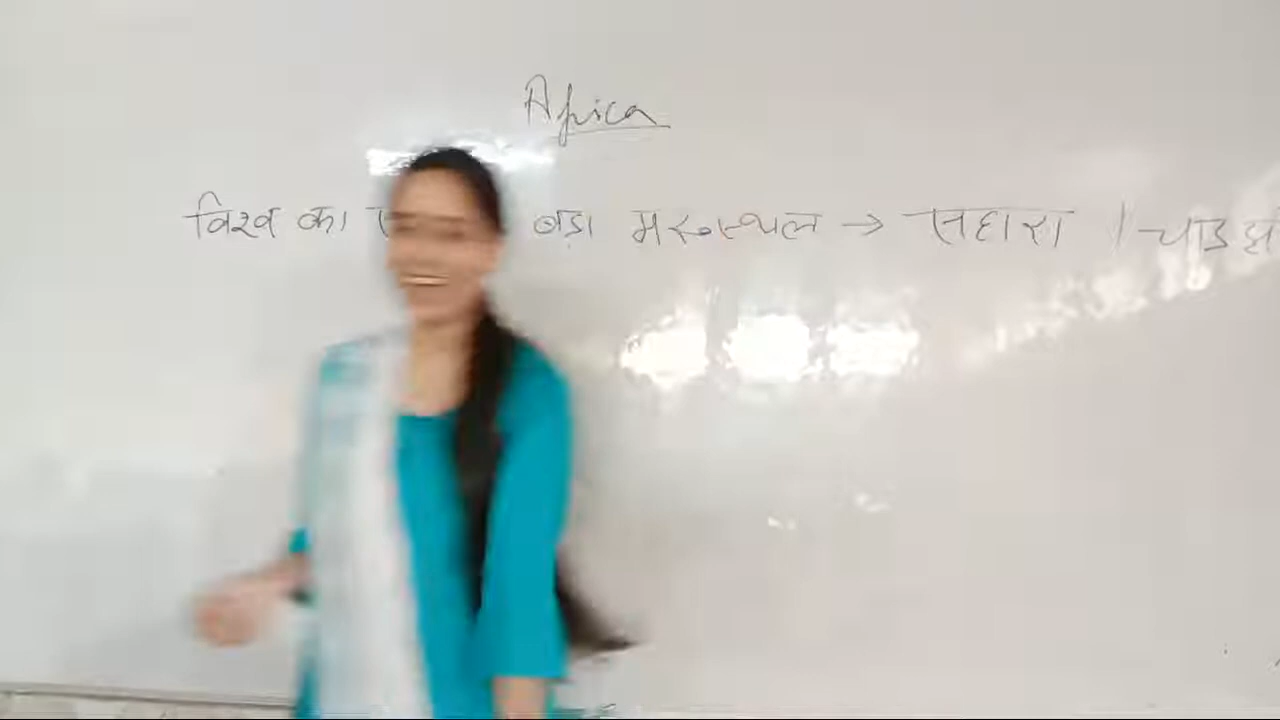 Africa
विश्व का बड़ा मरुस्थल → सहारा /